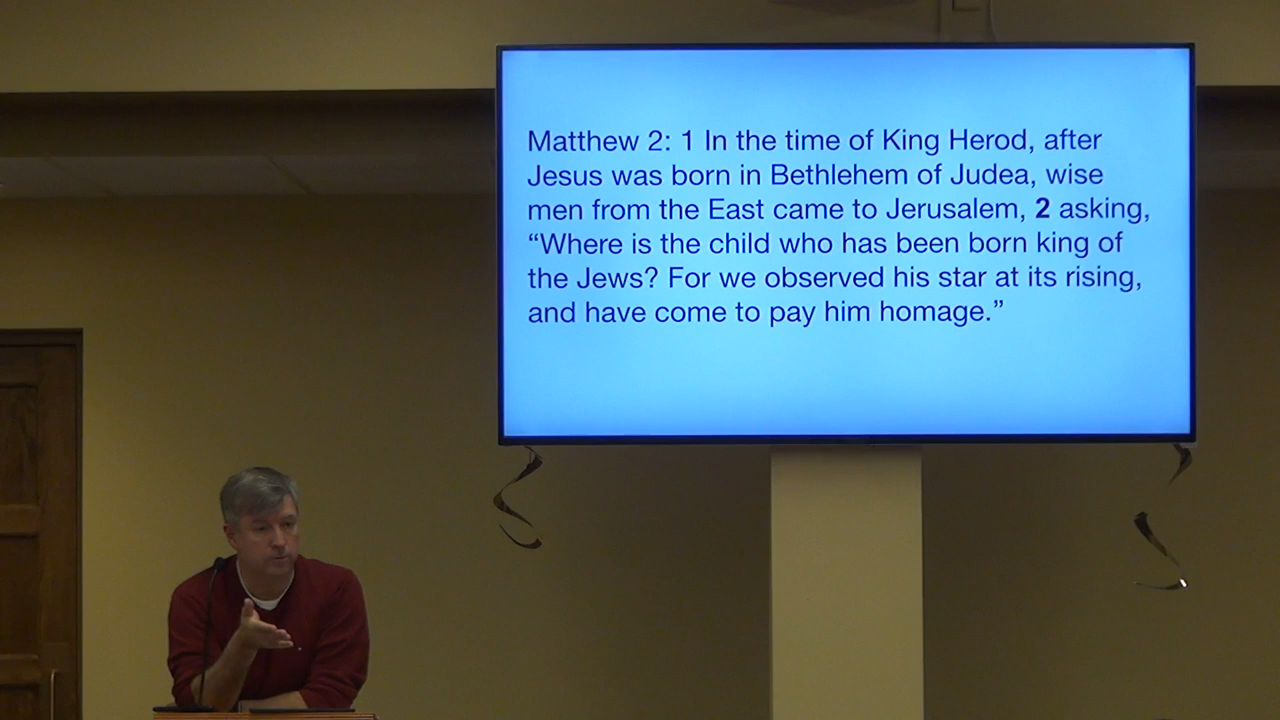 Matthew 2: 1 In the time of King Herod, after
Jesus was born in Bethlehem of Judea, wise
men from the East came to Jerusalem, 2 asking,
“Where is the child who has been born king of
the Jews? For we observed his star at its rising,
and have come to pay him homage.”